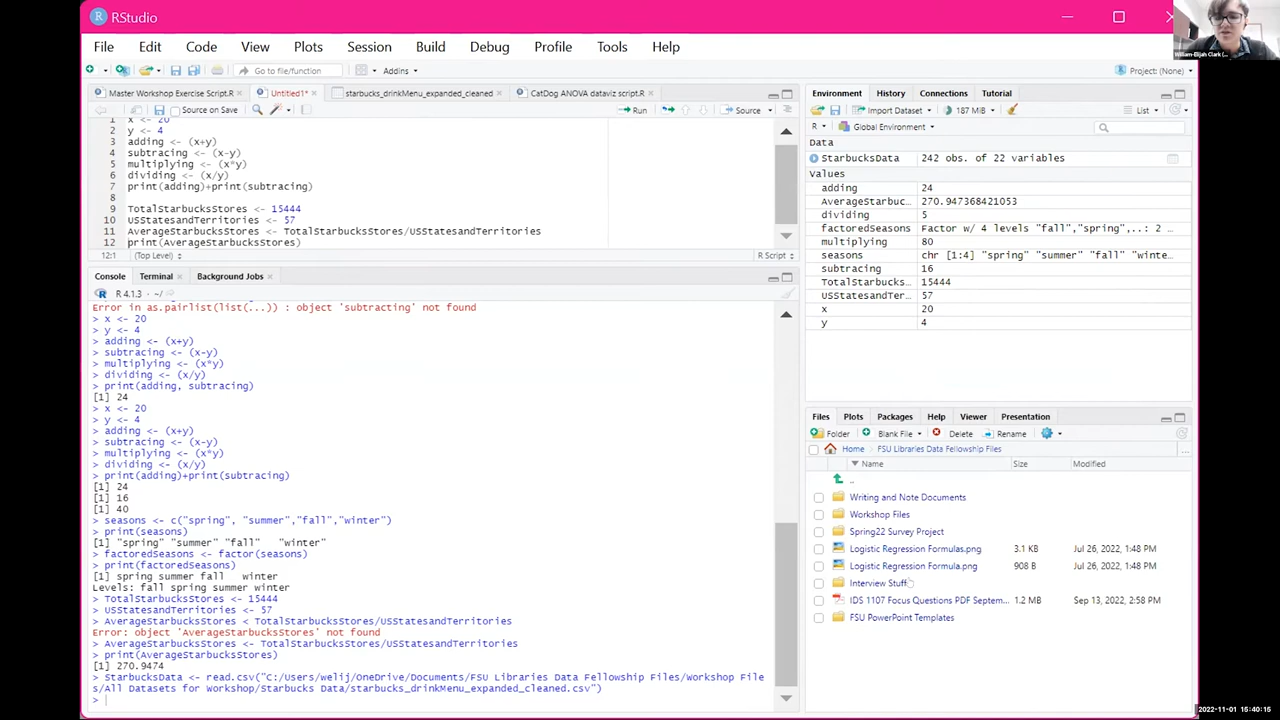 RStudio
File Edit Code View Plots Session Build Debug Profile Tools Help
Go to file/function Addins Project: (None)
Master Workshop Exercise Script.R Untitled1* starbucks_drinkMenu_expanded_cleaned CatDog ANOVA dataviz script.R
Source on Save Run Source
1 x <- 20
2 y <- 4
3 adding <- (x+y)
4 subtracing <- (x-y)
5 multiplying <- (x*y)
6 dividing <- (x/y)
7 print(adding)+print(subtracing)
8
9 TotalStarbucksStores <- 15444
10 USStatesandTerritories <- 57
11 AverageStarbucksStores <- TotalStarbucksStores/USStatesandTerritories
12 print(AverageStarbucksStores)
12:1 (Top Level) R Script
Console Terminal Background Jobs
R 4.1.3 · ~/
Error in as.pairlist(list(...)) : object 'subtracting' not found
> x <- 20
> y <- 4
> adding <- (x+y)
> subtracing <- (x-y)
> multiplying <- (x*y)
> dividing <- (x/y)
> print(adding, subtracing)
[1] 24
> x <- 20
> y <- 4
> adding <- (x+y)
> subtracing <- (x-y)
> multiplying <- (x*y)
> dividing <- (x/y)
> print(adding)+print(subtracing)
[1] 24
[1] 16
[1] 40
> seasons <- c("spring", "summer","fall","winter")
> print(seasons)
[1] "spring" "summer" "fall" "winter"
> factoredSeasons <- factor(seasons)
> print(factoredSeasons)
[1] spring summer fall winter
Levels: fall spring summer winter
> TotalStarbucksStores <- 15444
> USStatesandTerritories <- 57
> AverageStarbucksStores < TotalStarbucksStores/USStatesandTerritories
Error: object 'AverageStarbucksStores' not found
> AverageStarbucksStores <- TotalStarbucksStores/USStatesandTerritories
> print(AverageStarbucksStores)
[1] 270.9474
> StarbucksData <- read.csv("C:/Users/welij/OneDrive/Documents/FSU Libraries Data Fellowship Files/Workshop File
s/All Datasets for Workshop/Starbucks Data/starbucks_drinkMenu_expanded_cleaned.csv")
>
Environment History Connections Tutorial
Import Dataset 187 MiB List
R Global Environment
Data
StarbucksData 242 obs. of 22 variables
Values
adding 24
AverageStarbuc... 270.947368421053
dividing 5
factoredSeasons Factor w/ 4 levels "fall","spring",..: 2 ...
multiplying 80
seasons chr [1:4] "spring" "summer" "fall" "winte...
subtracing 16
TotalStarbucks... 15444
USStatesandTer... 57
x 20
y 4
Files Plots Packages Help Viewer Presentation
Folder Blank File Delete Rename
Home FSU Libraries Data Fellowship Files ...
Name Size Modified
..
Writing and Note Documents
Workshop Files
Spring22 Survey Project
Logistic Regression Formulas.png 3.1 KB Jul 26, 2022, 1:48 PM
Logistic Regression Formula.png 908 B Jul 26, 2022, 1:48 PM
Interview Stuff
IDS 1107 Focus Questions PDF Septem... 1.2 MB Sep 13, 2022, 2:58 PM
FSU PowerPoint Templates
William-Elijah Clark (...
2022-11-01 15:40:15